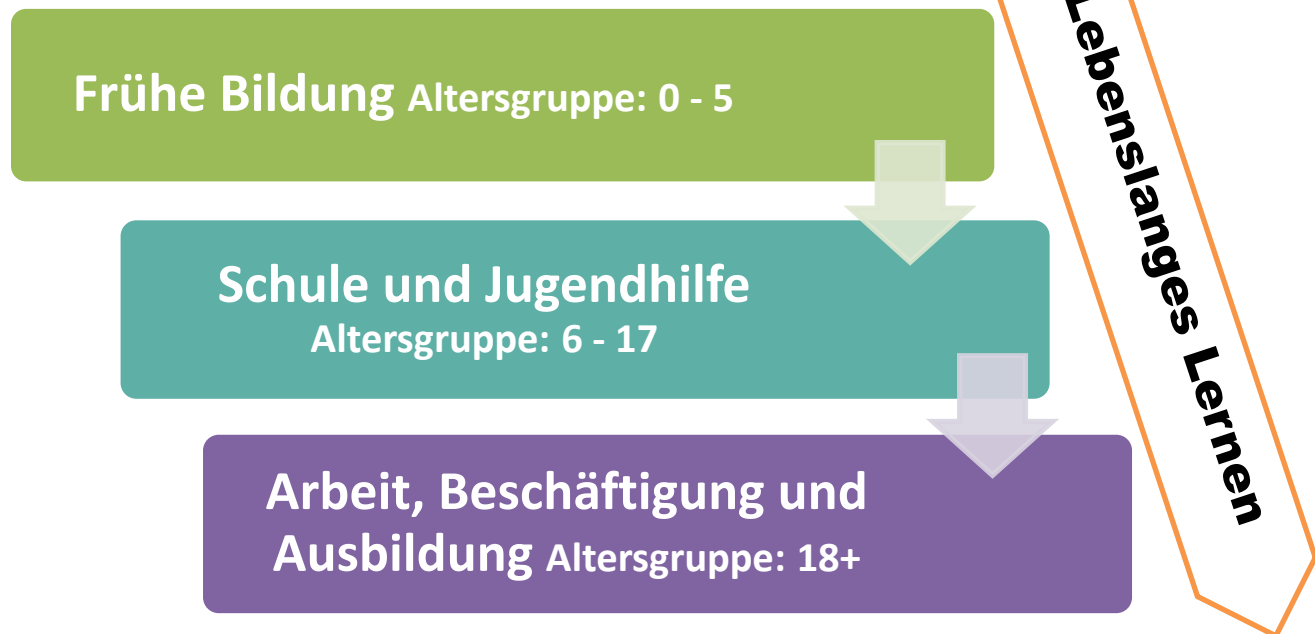 Frühe Bildung Altersgruppe: 0 - 5
Schule und Jugendhilfe
Altersgruppe: 6 - 17
Arbeit, Beschäftigung und
Ausbildung Altersgruppe: 18+
Lebenslanges Lernen